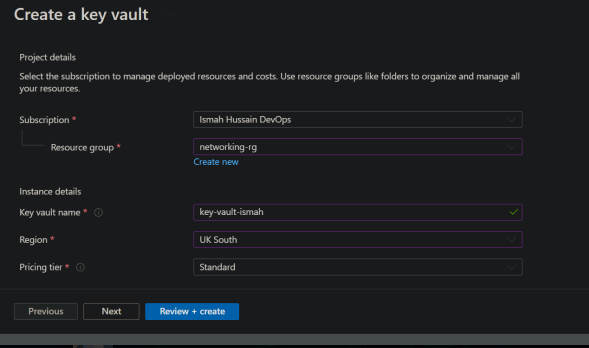 Create a key vault
Project details
Select the subscription to manage deployed resources and costs. Use resource groups like folders to organize and manage all
your resources.
Subscription * Ismah Hussain DevOps
Resource group * networking-rg
Create new
Instance details
Key vault name * key-vault-ismah
Region * UK South
Pricing tier * Standard
Previous Next Review + create